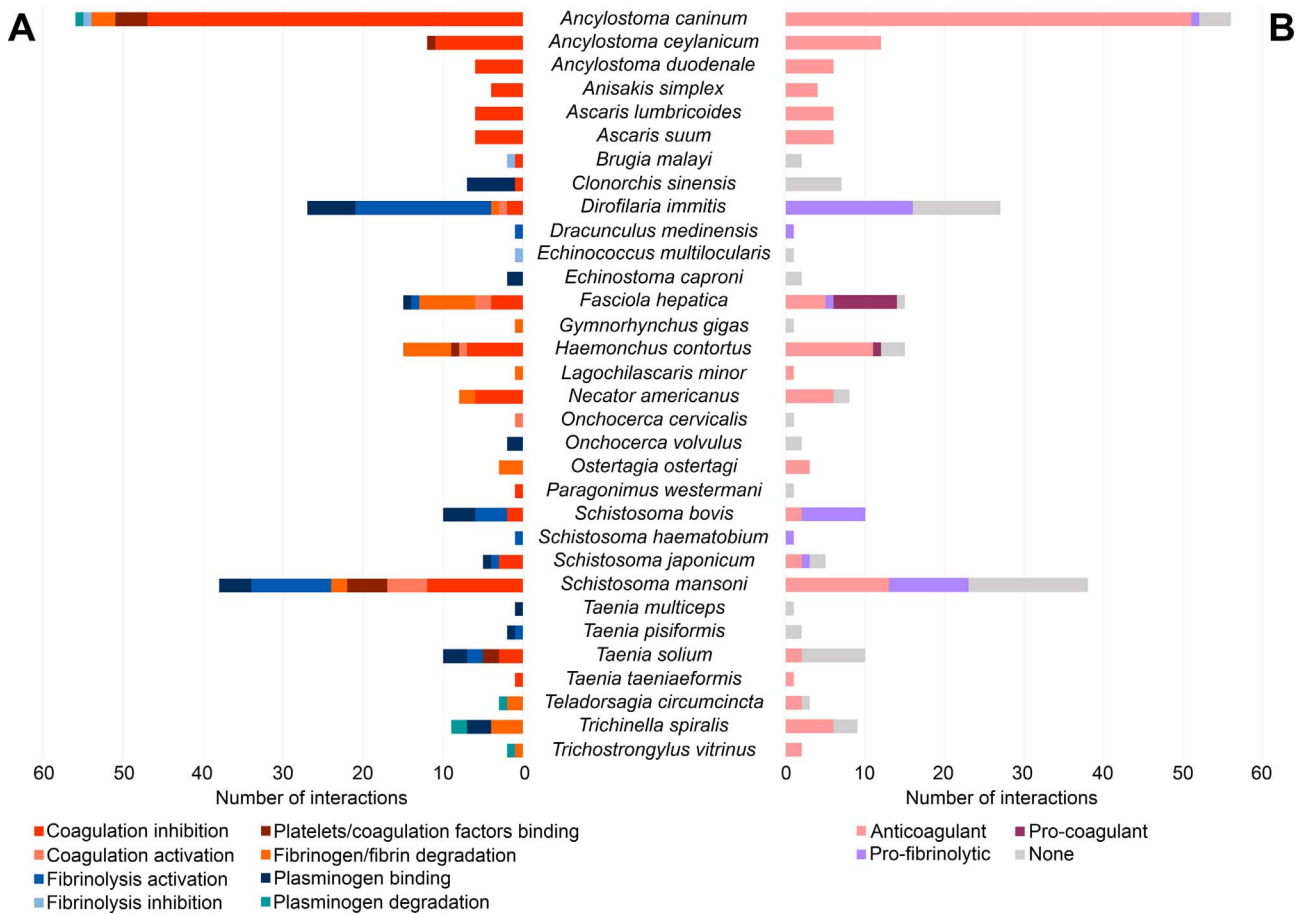 A
B
Ancylostoma caninum
Ancylostoma ceylanicum
Ancylostoma duodenale
Anisakis simplex
Ascaris lumbricoides
Ascaris suum
Brugia malayi
Clonorchis sinensis
Dirofilaria immitis
Dracunculus medinensis
Echinococcus multilocularis
Echinostoma caproni
Fasciola hepatica
Gymnorhynchus gigas
Haemonchus contortus
Lagochilascaris minor
Necator americanus
Onchocerca cervicalis
Onchocerca volvulus
Ostertagia ostertagi
Paragonimus westermani
Schistosoma bovis
Schistosoma haematobium
Schistosoma japonicum
Schistosoma mansoni
Taenia multiceps
Taenia pisiformis
Taenia solium
Taenia taeniaeformis
Teladorsagia circumcincta
Trichinella spiralis
Trichostrongylus vitrinus
60 50 40 30 20 10 0
0 10 20 30 40 50 60
Number of interactions
Number of interactions
Coagulation inhibition
Coagulation activation
Fibrinolysis activation
Fibrinolysis inhibition
Platelets/coagulation factors binding
Fibrinogen/fibrin degradation
Plasminogen binding
Plasminogen degradation
Anticoagulant
Pro-fibrinolytic
Pro-coagulant
None